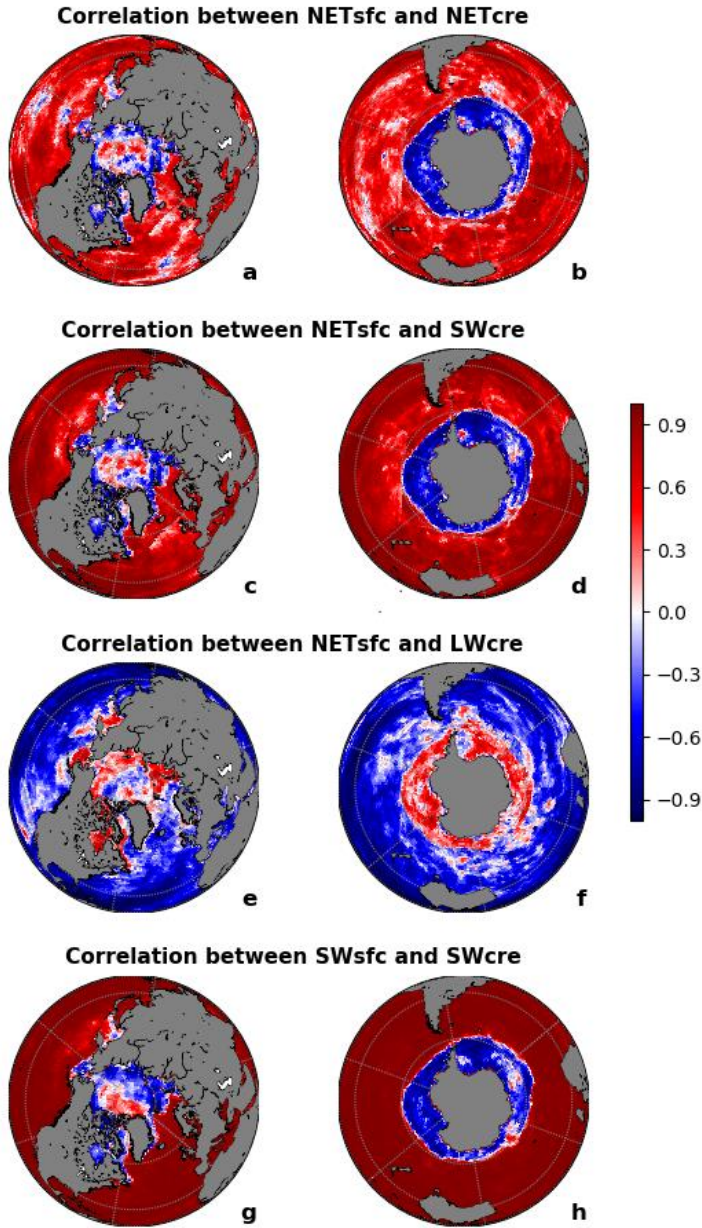 Correlation between NETsfc and NETcre
a
b
Correlation between NETsfc and SWcre
c
d
0.9
0.6
0.3
0.0
−0.3
−0.6
−0.9
Correlation between NETsfc and LWcre
e
f
Correlation between SWsfc and SWcre
g
h